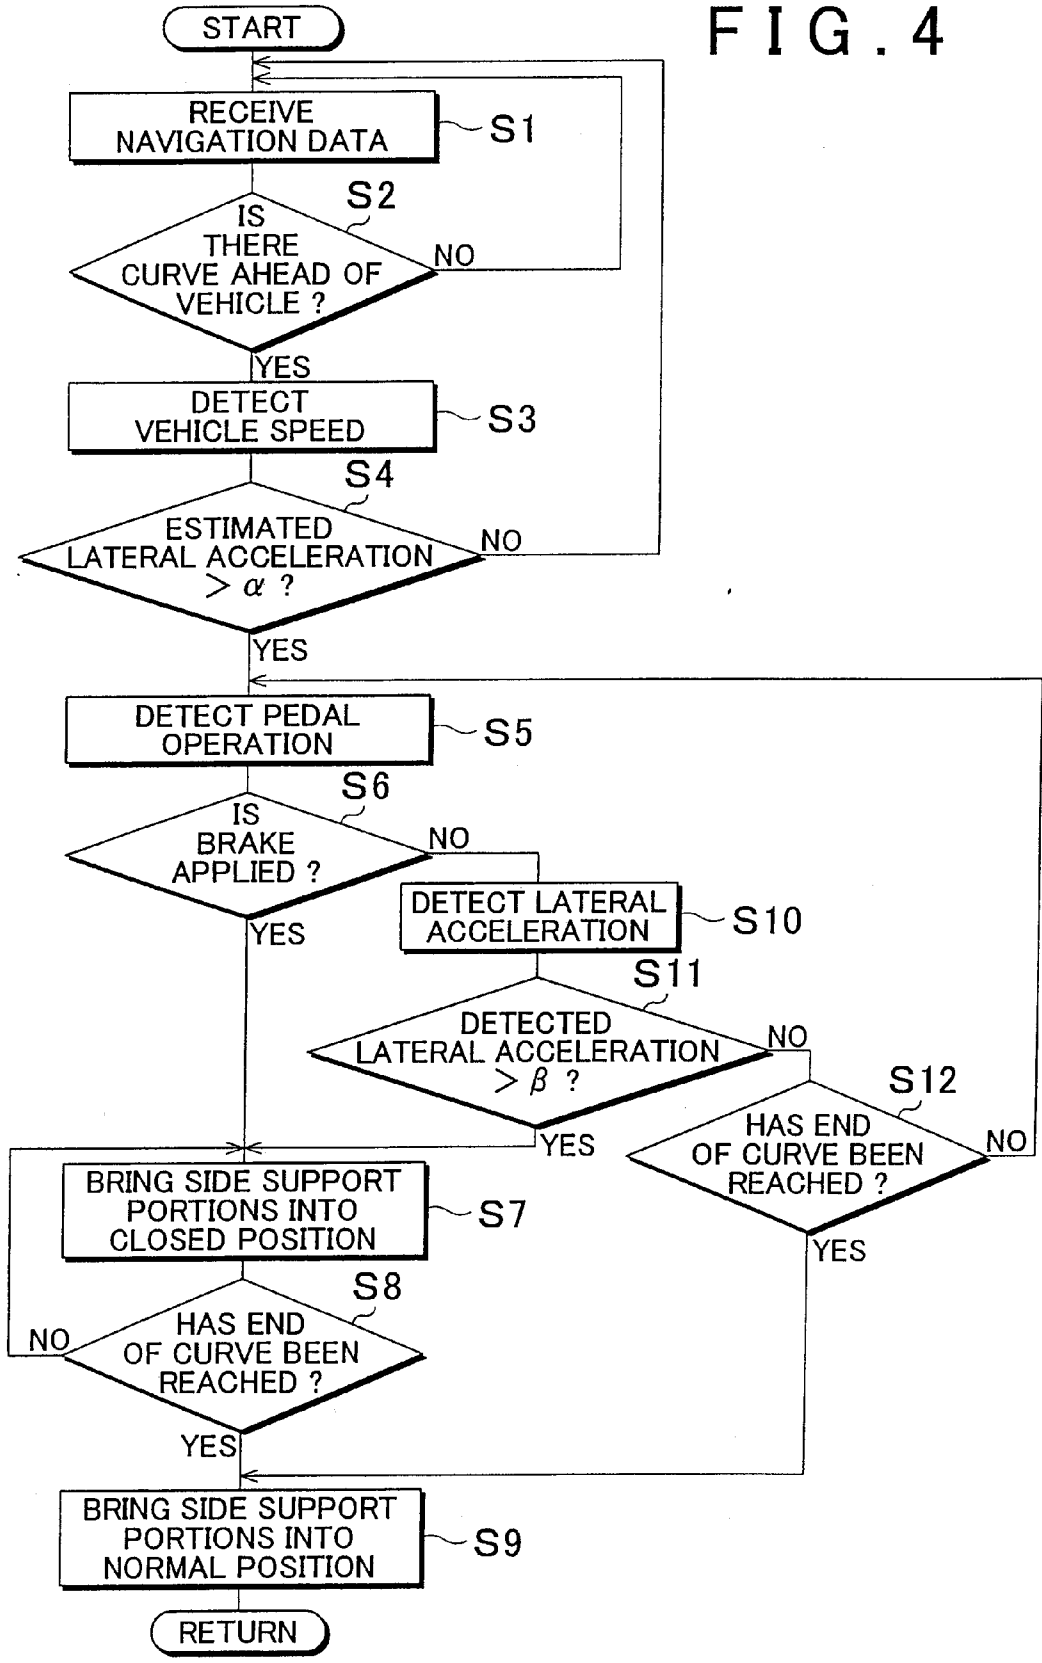 FIG.4
START
RECEIVE
NAVIGATION DATA
S1
S2
IS
THERE
CURVE AHEAD OF
VEHICLE ?
NO
YES
DETECT
VEHICLE SPEED
S3
S4
ESTIMATED
LATERAL ACCELERATION
> α ?
NO
YES
DETECT PEDAL
OPERATION
S5
S6
IS
BRAKE
APPLIED ?
NO
YES
DETECT LATERAL
ACCELERATION
S10
S11
DETECTED
LATERAL ACCELERATION
> β ?
NO
YES
S12
HAS END
OF CURVE BEEN
REACHED ?
NO
YES
BRING SIDE SUPPORT
PORTIONS INTO
CLOSED POSITION
S7
S8
HAS END
OF CURVE BEEN
REACHED ?
NO
YES
BRING SIDE SUPPORT
PORTIONS INTO
NORMAL POSITION
S9
RETURN